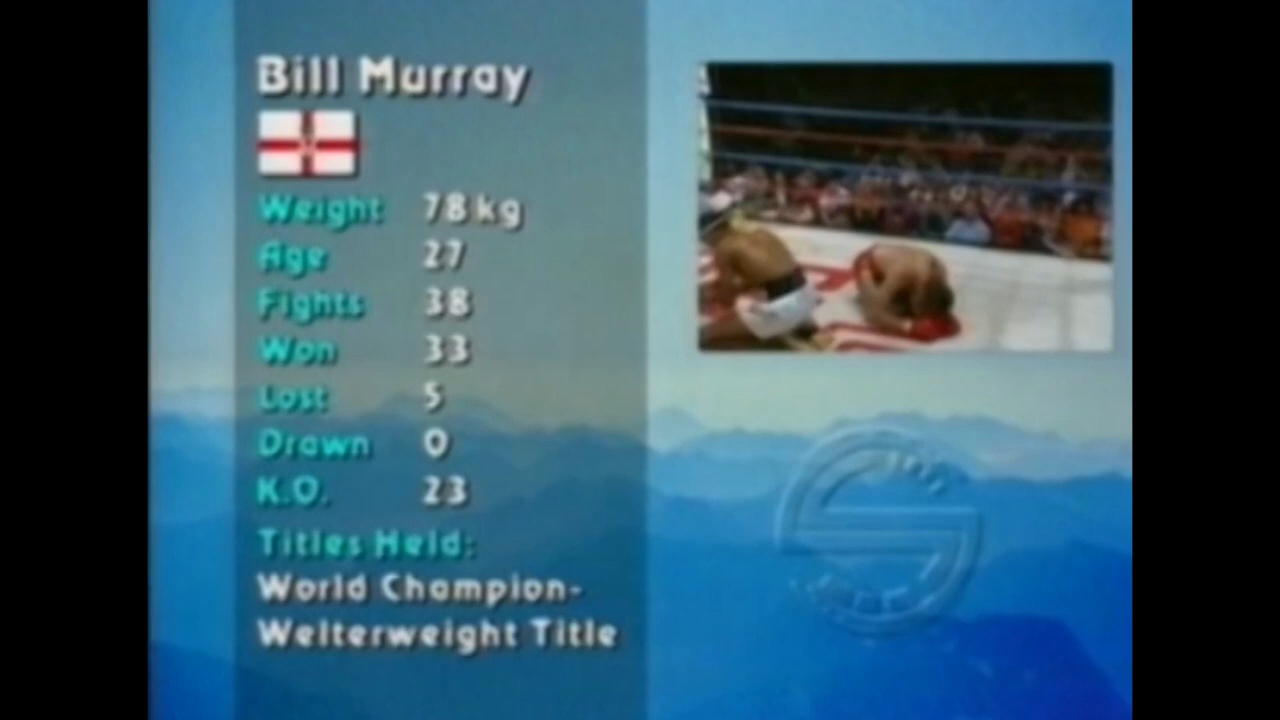 Bill Murray
Weight 78 kg
Age 27
Fights 38
Won 33
Lost 5
Drawn 0
K.O. 23
Titles Held:
World Champion-
Welterweight Title